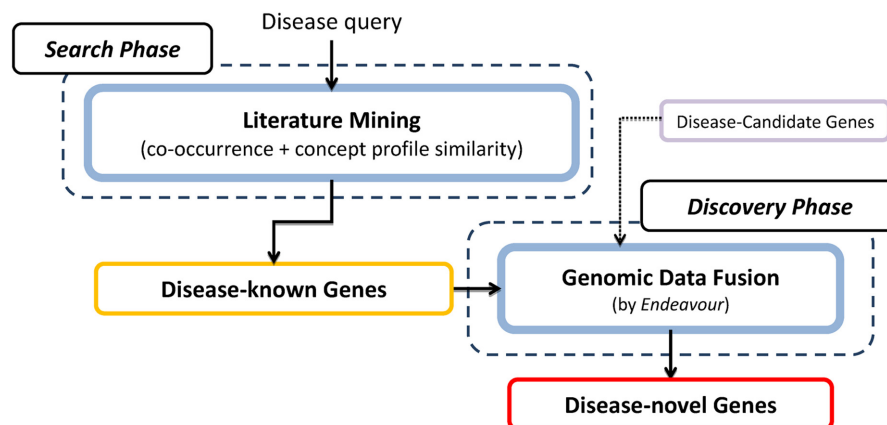 Disease query
Search Phase
Literature Mining
(co-occurrence + concept profile similarity)
Disease-Candidate Genes
Discovery Phase
Disease-known Genes
Genomic Data Fusion
(by Endeavour)
Disease-novel Genes